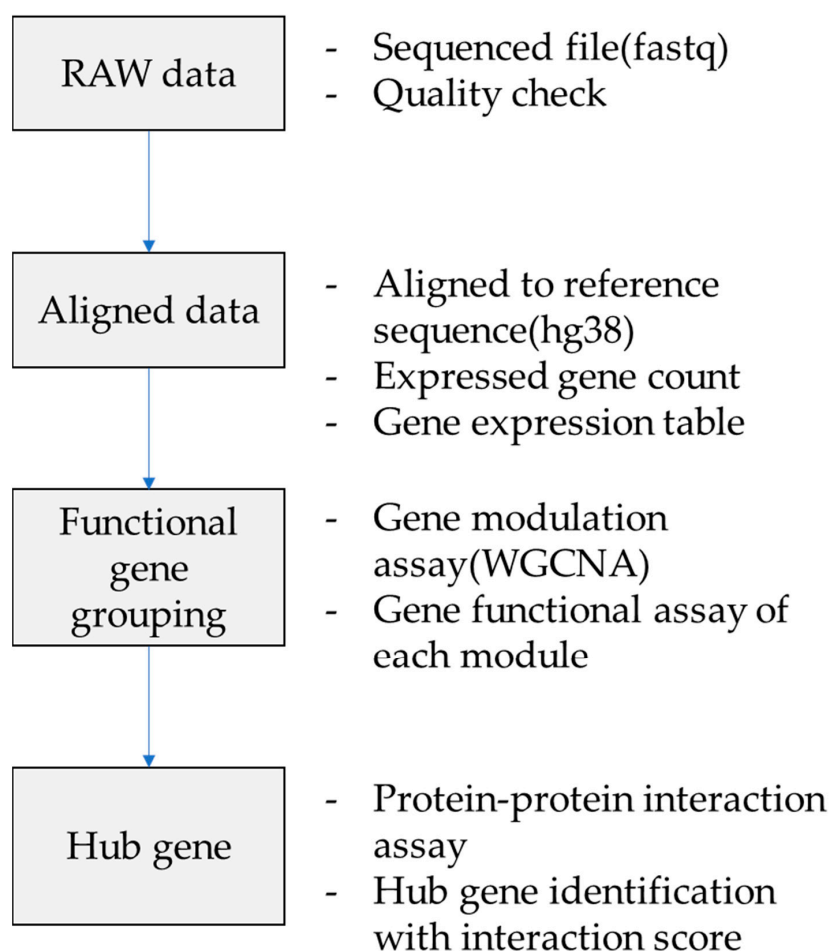 RAW data
- Sequenced file(fastq)
- Quality check
Aligned data
- Aligned to reference
sequence(hg38)
- Expressed gene count
- Gene expression table
Functional
gene
grouping
- Gene modulation
assay(WGCNA)
- Gene functional assay of
each module
Hub gene
- Protein-protein interaction
assay
- Hub gene identification
with interaction score